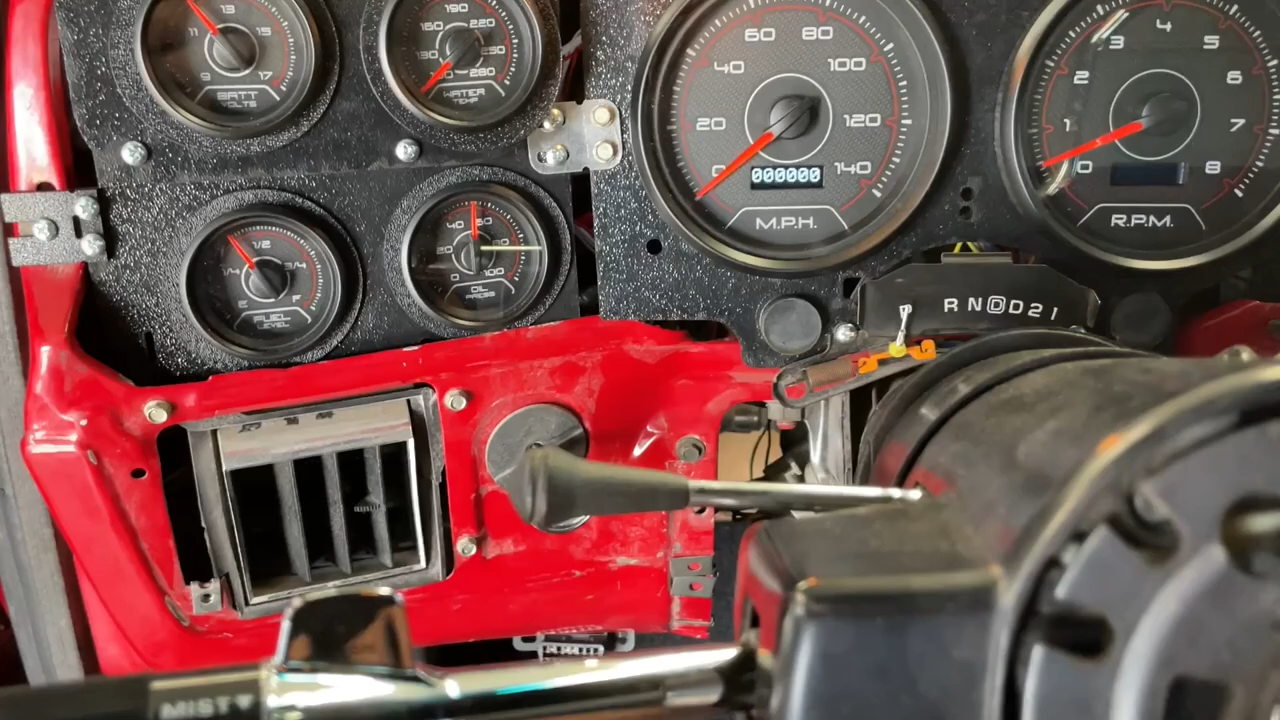 13
11 15
9 17
BATT
VOLTS
190
160 220
130 250
280
WATER
TEMP
1/2
1/4 3/4
E F
FUEL
LEVEL
40 60
20 80
0 100
OIL
PRESS
60 80
40 100
20 120
0 140
000000
M.P.H.
4
3 5
2 6
1 7
0 8
R.P.M.
R N D D 2 1
MIST